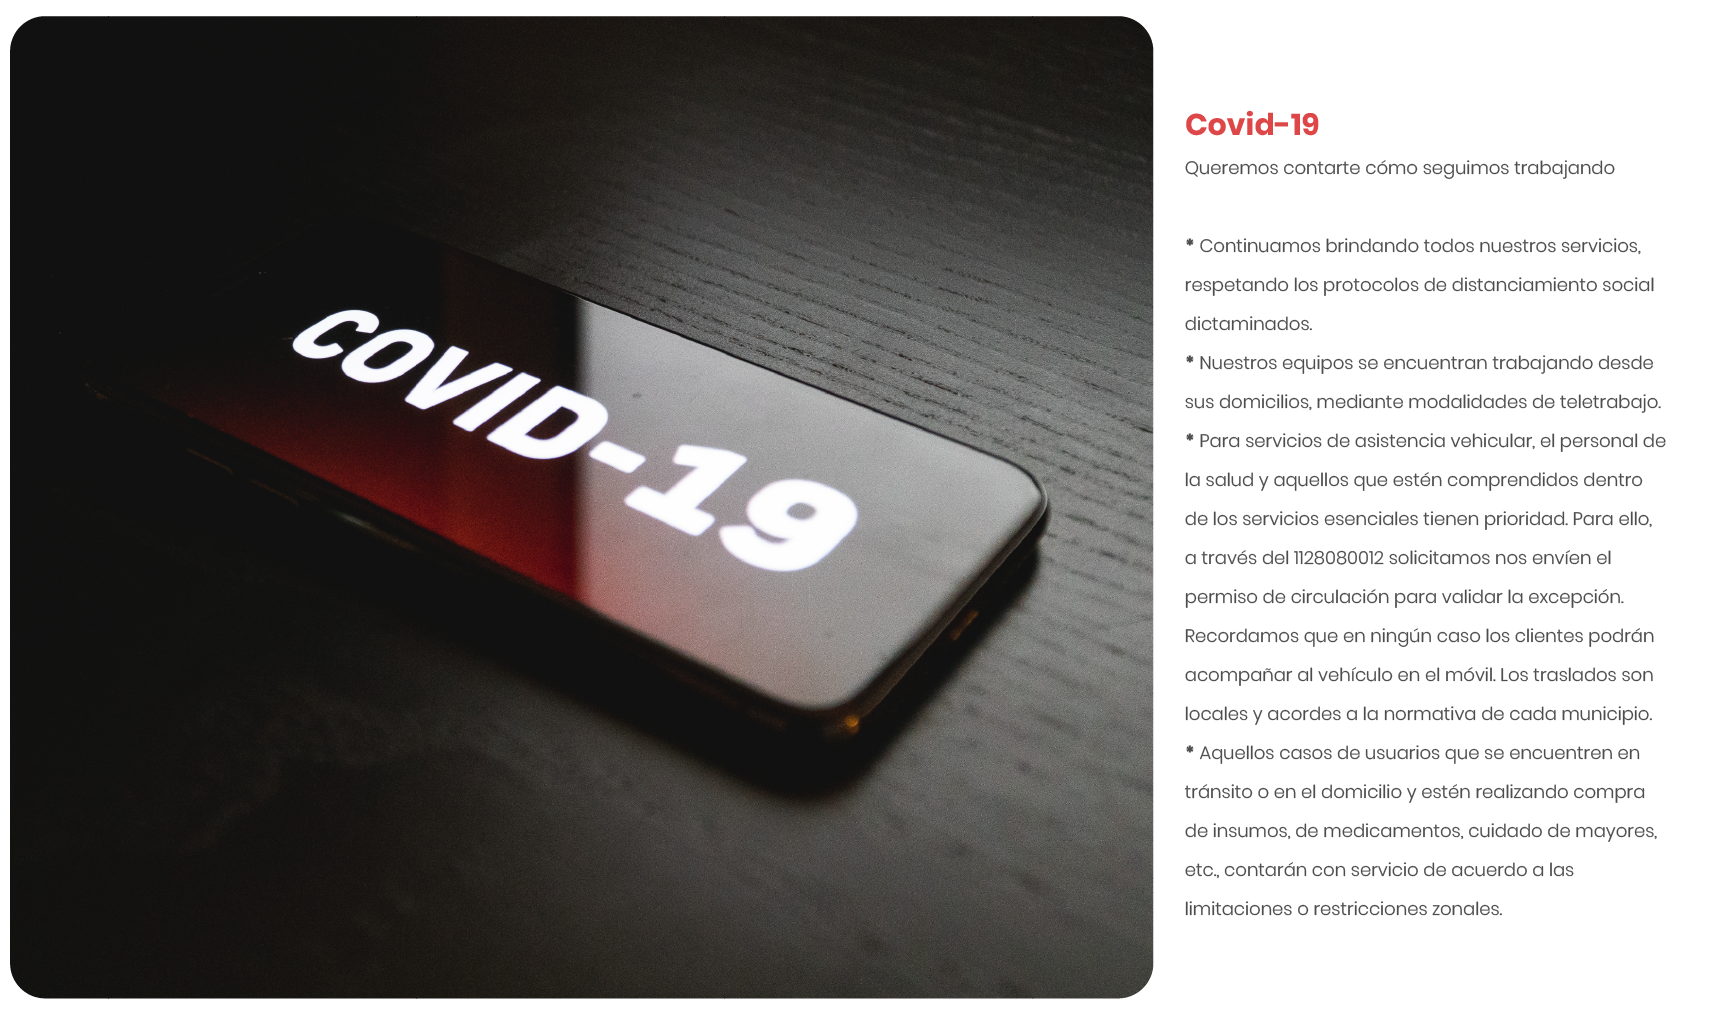 COVID-19
Covid-19
Queremos contarte cómo seguimos trabajando
* Continuamos brindando todos nuestros servicios,
respetando los protocolos de distanciamiento social
dictaminados.
* Nuestros equipos se encuentran trabajando desde
sus domicilios, mediante modalidades de teletrabajo.
* Para servicios de asistencia vehicular, el personal de
la salud y aquellos que estén comprendidos dentro
de los servicios esenciales tienen prioridad. Para ello,
a través del 1128080012 solicitamos nos envíen el
permiso de circulación para validar la excepción.
Recordamos que en ningún caso los clientes podrán
acompañar al vehículo en el móvil. Los traslados son
locales y acordes a la normativa de cada municipio.
* Aquellos casos de usuarios que se encuentren en
tránsito o en el domicilio y estén realizando compra
de insumos, de medicamentos, cuidado de mayores,
etc., contarán con servicio de acuerdo a las
limitaciones o restricciones zonales.